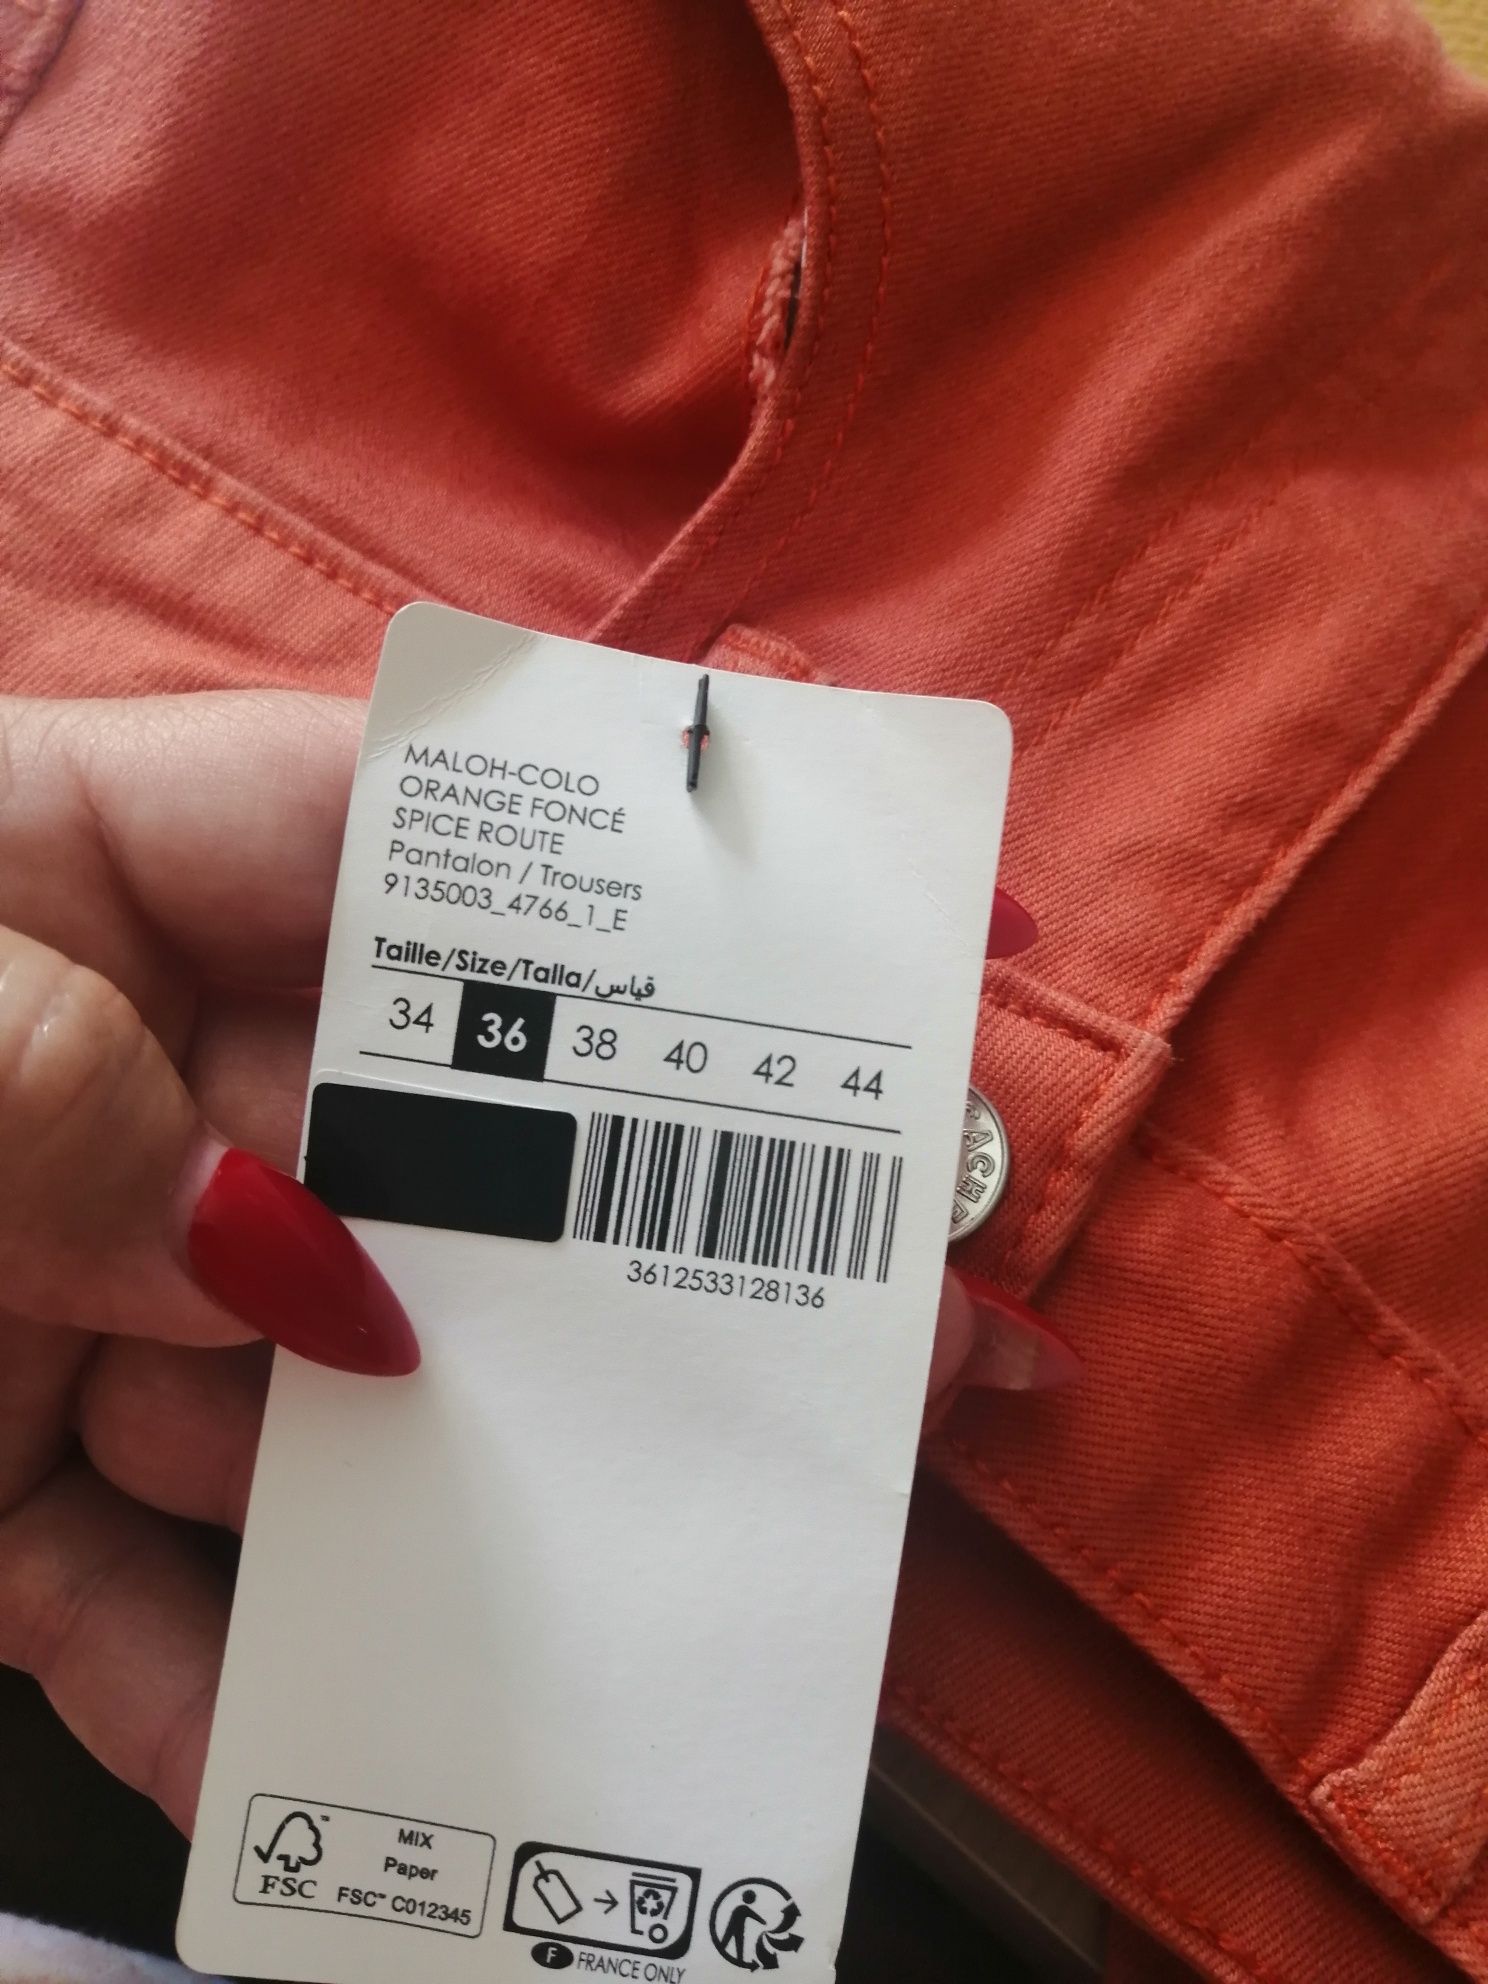 MALOH-COLO
ORANGE FONCÉ
SPICE ROUTE
Pantalon / Trousers
9135003_4766_1_E
Taille/Size/Talla/قياس
34 36 38 40 42 44
CACHE
3612533128136
MIX
Paper
FSC™ C012345
FSC
F FRANCE ONLY